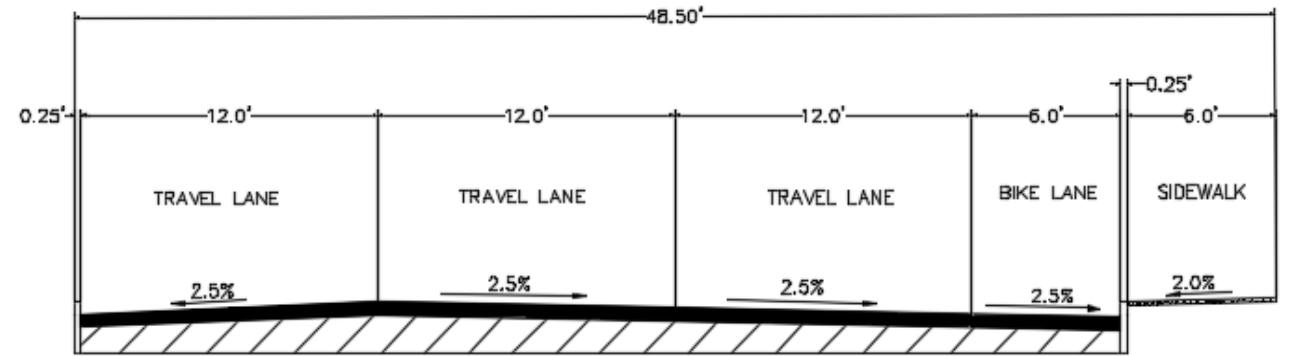 48.50'
0.25'
0.25' 12.0' 12.0' 12.0' 6.0' 6.0'
TRAVEL LANE TRAVEL LANE TRAVEL LANE BIKE LANE SIDEWALK
2.5% 2.5% 2.5% 2.5% 2.0%